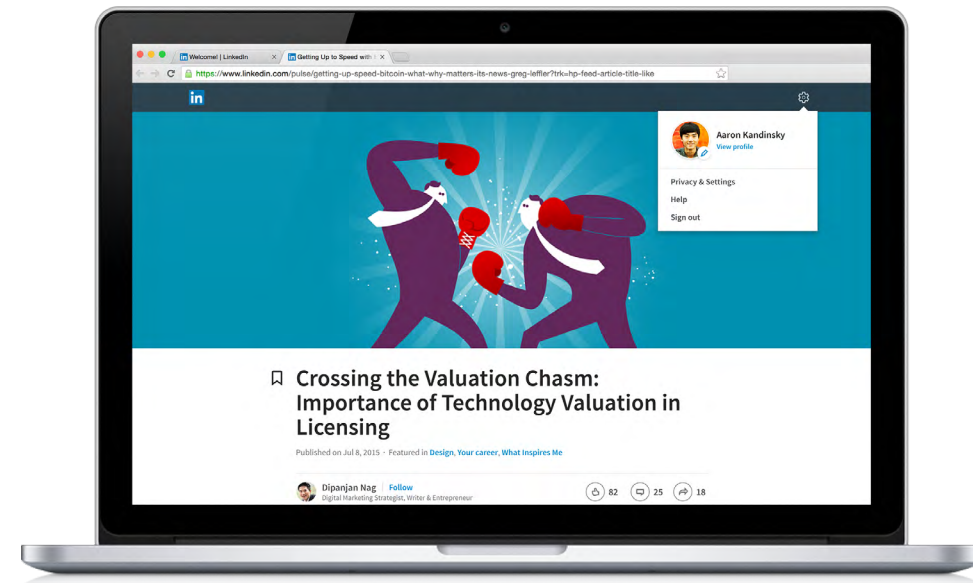 in Welcome! | LinkedIn
in Getting Up to Speed with
https://www.linkedin.com/pulse/getting-up-speed-bitcoin-what-why-matters-its-news-greg-leffler?trk=hp-feed-article-title-like
in
Aaron Kandinsky
View profile
Privacy & Settings
Help
Sign out
Crossing the Valuation Chasm:
Importance of Technology Valuation in
Licensing
Published on Jul 8, 2015 · Featured in Design, Your career, What Inspires Me
Dipanjan Nag | Follow
Digital Marketing Strategist, Writer & Entrepreneur
82 25 18